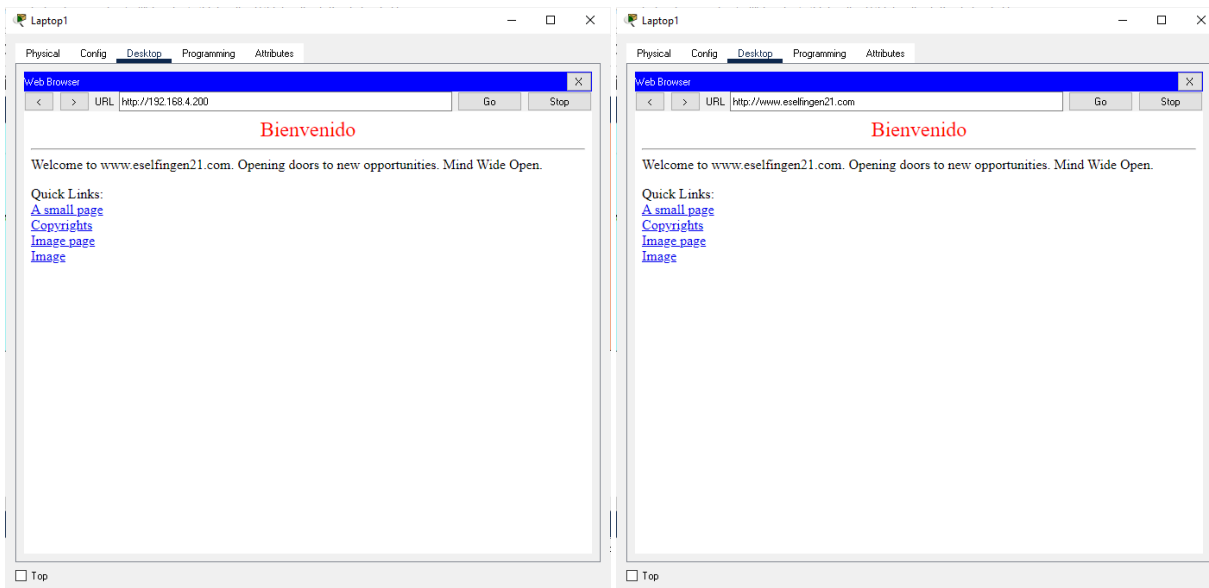 Laptop1
Physical Config Desktop Programming Attributes
Web Browser
< > URL http://192.168.4.200 Go Stop
Bienvenido
Welcome to www.eselfingen21.com. Opening doors to new opportunities. Mind Wide Open.
Quick Links:
A small page
Copyrights
Image page
Image
Top
Laptop1
Physical Config Desktop Programming Attributes
Web Browser
< > URL http://www.eselfingen21.com Go Stop
Bienvenido
Welcome to www.eselfingen21.com. Opening doors to new opportunities. Mind Wide Open.
Quick Links:
A small page
Copyrights
Image page
Image
Top